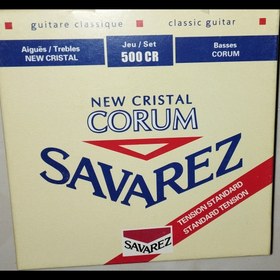 guitare classique classic guitar
Aiguës / Trebles
NEW CRISTAL
Jeu / Set
500 CR
Basses
CORUM
NEW CRISTAL
CORUM
SAVAREZ
TENSION STANDARD
STANDARD TENSION
SAVAREZ